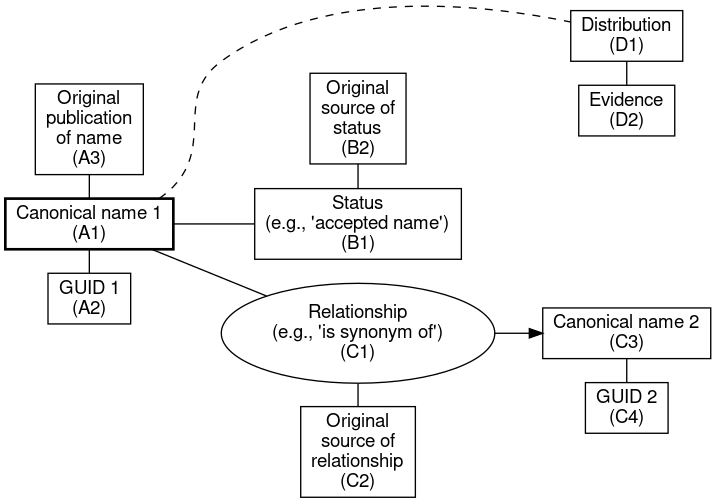 Distribution
(D1)
Evidence
(D2)
Original
publication
of name
(A3)
Original
source of
status
(B2)
Canonical name 1
(A1)
Status
(e.g., 'accepted name')
(B1)
GUID 1
(A2)
Relationship
(e.g., 'is synonym of')
(C1)
Canonical name 2
(C3)
GUID 2
(C4)
Original
source of
relationship
(C2)